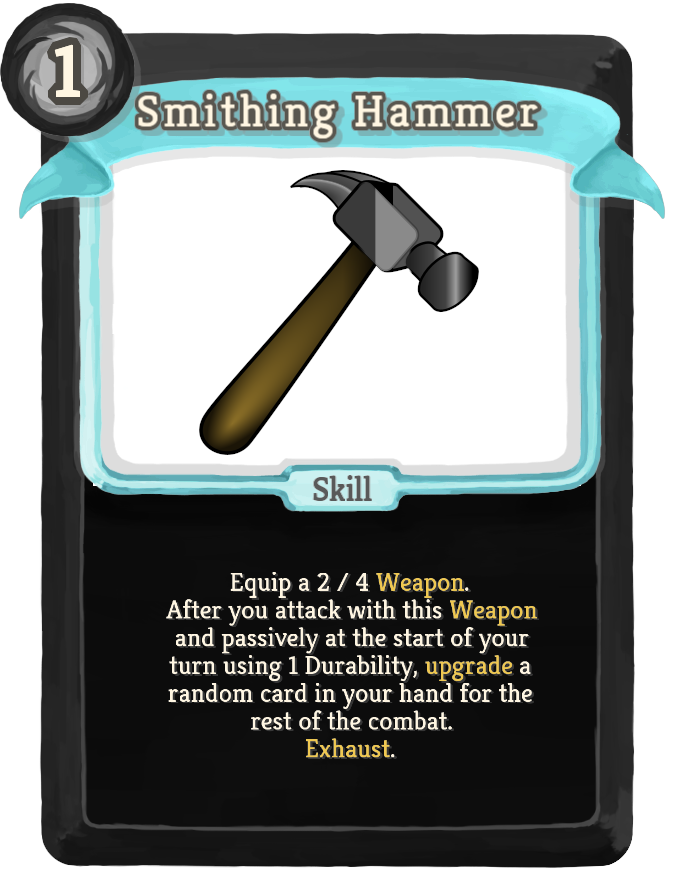 1
Smithing Hammer
Skill
Equip a 2 / 4 Weapon.
After you attack with this Weapon
and passively at the start of your
turn using 1 Durability, upgrade a
random card in your hand for the
rest of the combat.
Exhaust.